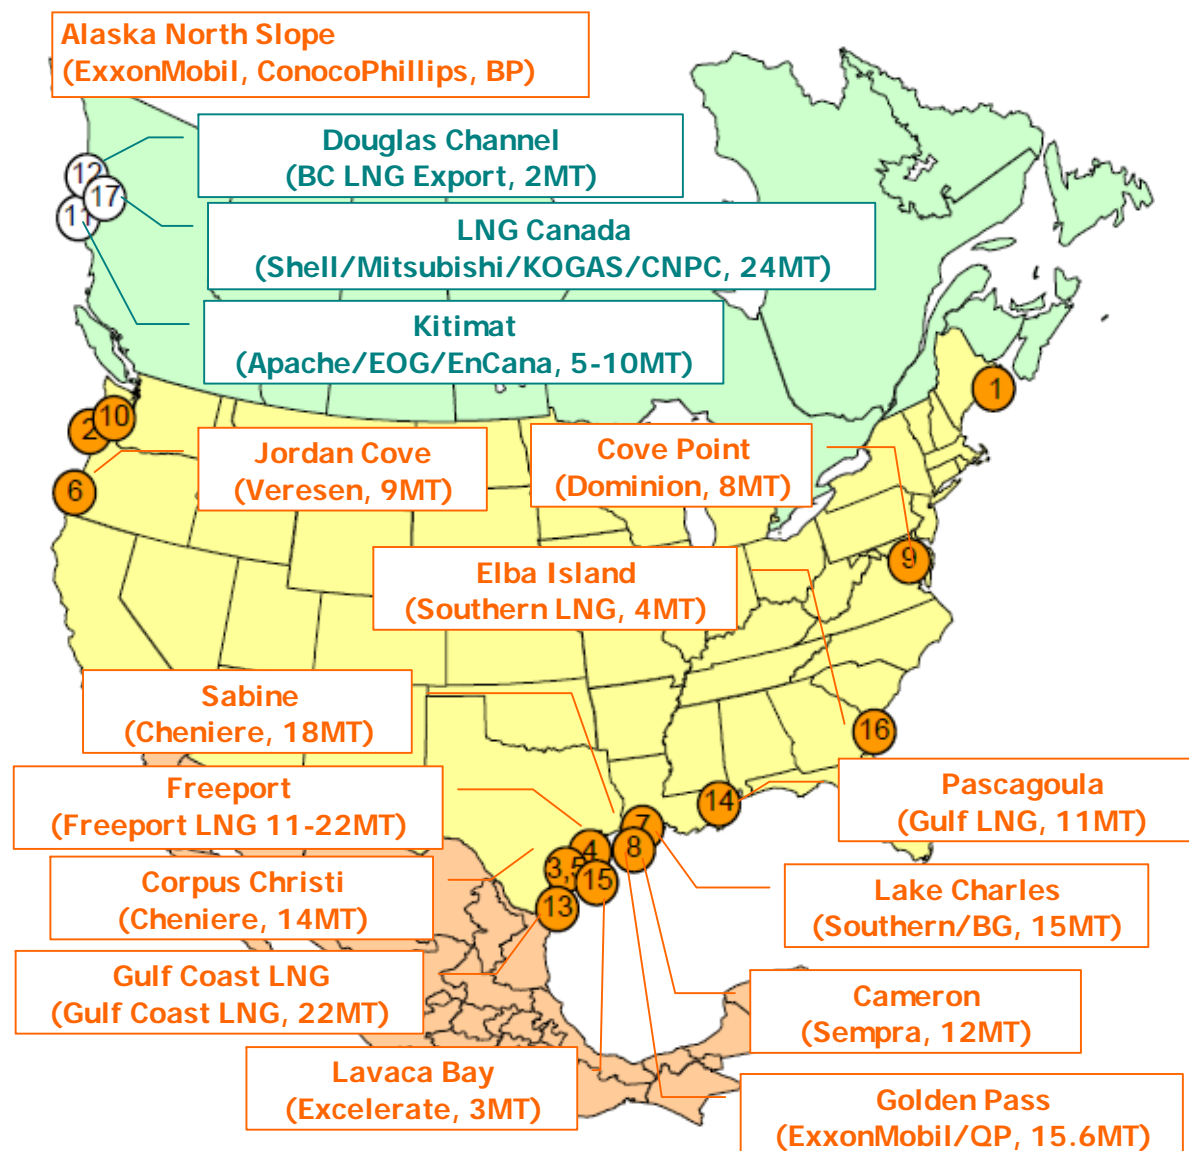 Alaska North Slope
(ExxonMobil, ConocoPhillips, BP)
Douglas Channel
(BC LNG Export, 2MT)
12
17
11
LNG Canada
(Shell/Mitsubishi/KOGAS/CNPC, 24MT)
Kitimat
(Apache/EOG/EnCana, 5-10MT)
1
2
10
6
Jordan Cove
(Veresen, 9MT)
Cove Point
(Dominion, 8MT)
9
Elba Island
(Southern LNG, 4MT)
Sabine
(Cheniere, 18MT)
16
Freeport
(Freeport LNG 11-22MT)
14
Pascagoula
(Gulf LNG, 11MT)
7
8
4
3,5
15
13
Corpus Christi
(Cheniere, 14MT)
Lake Charles
(Southern/BG, 15MT)
Gulf Coast LNG
(Gulf Coast LNG, 22MT)
Cameron
(Sempra, 12MT)
Lavaca Bay
(Excelerate, 3MT)
Golden Pass
(ExxonMobil/QP, 15.6MT)